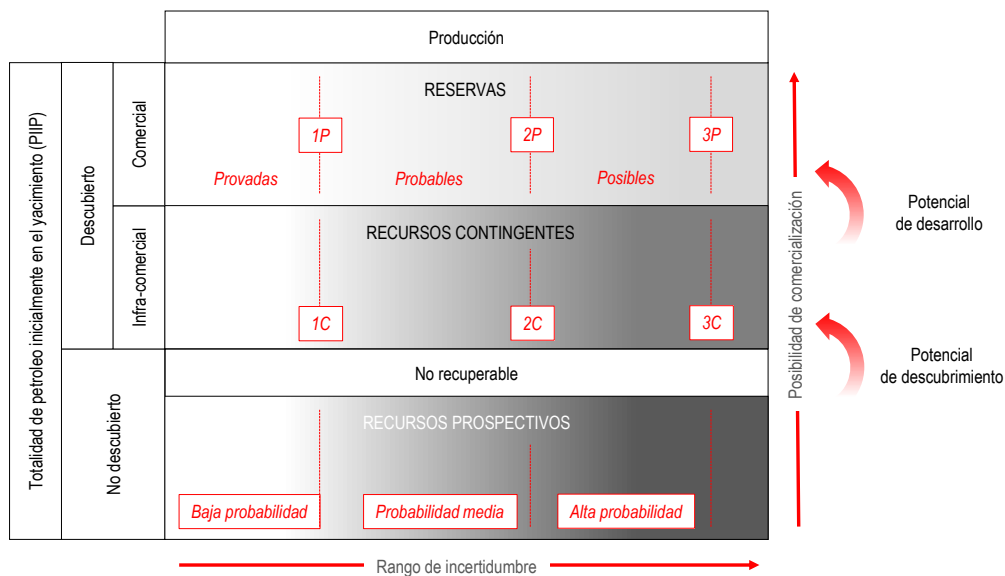 Producción
Totalidad de petroleo inicialmente en el yacimiento (PIIP)
Descubierto
Comercial
RESERVAS
1P
2P
3P
Provadas
Probables
Posibles
Infra-comercial
RECURSOS CONTINGENTES
1C
2C
3C
No descubierto
No recuperable
RECURSOS PROSPECTIVOS
Baja probabilidad
Probabilidad media
Alta probabilidad
Rango de incertidumbre
Posibilidad de comercialización
Potencial
de desarrollo
Potencial
de descubrimiento